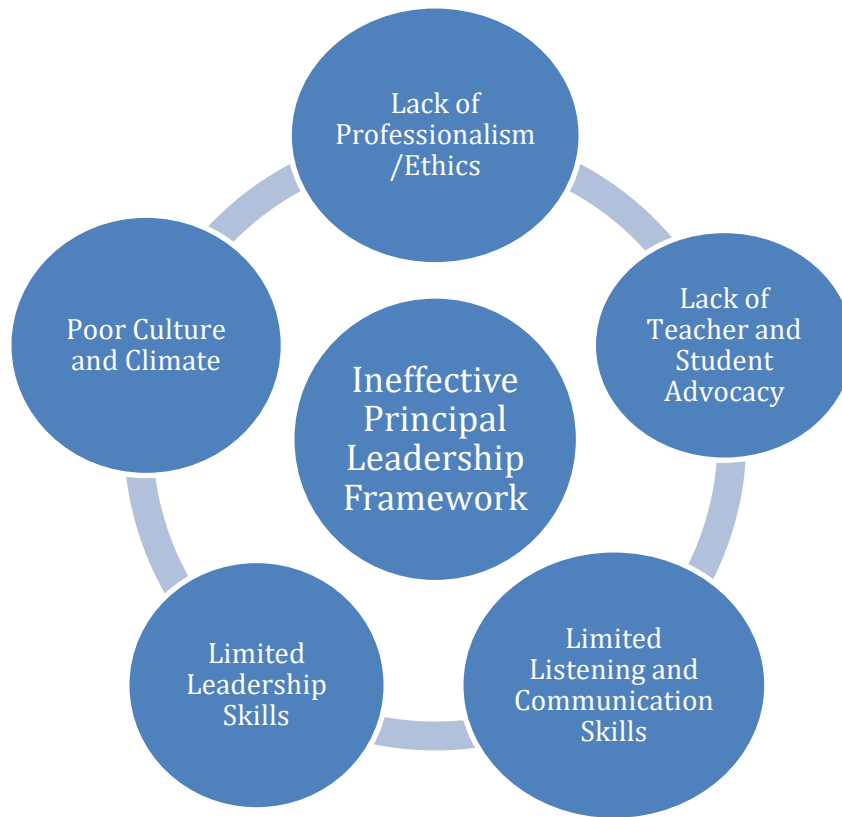 Lack of
Professionalism
/Ethics
Lack of
Teacher and
Student
Advocacy
Limited
Listening and
Communication
Skills
Limited
Leadership
Skills
Poor Culture
and Climate
Ineffective
Principal
Leadership
Framework